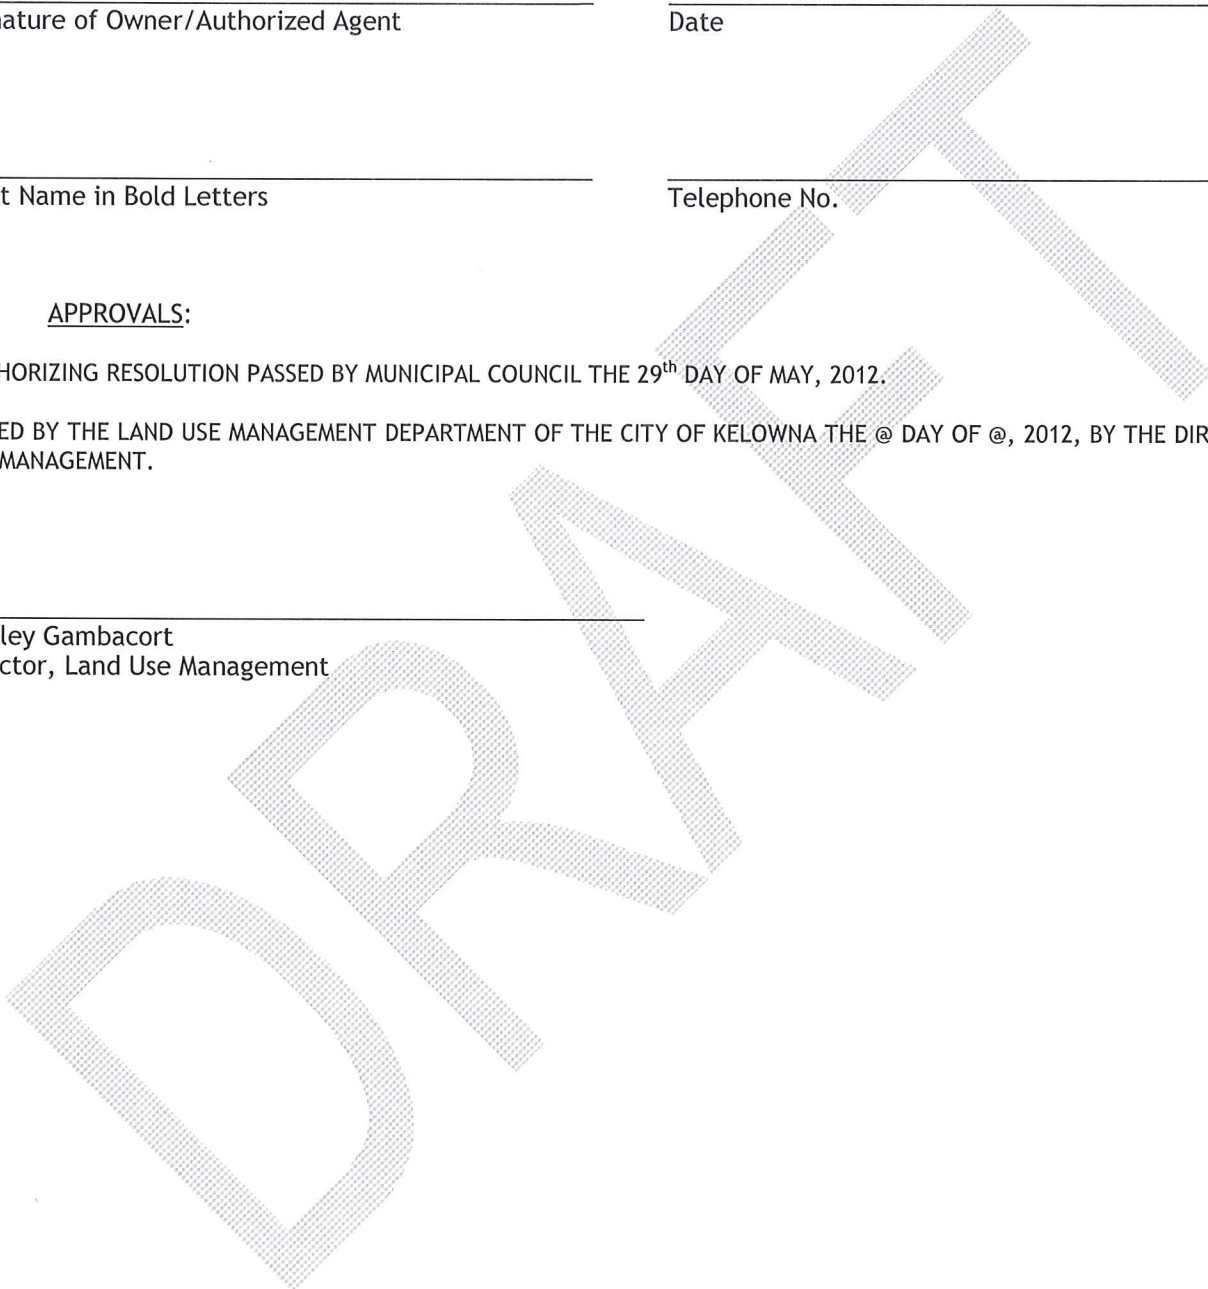 nature of Owner/Authorized Agent
Date
t Name in Bold Letters
Telephone No.
APPROVALS:
HORIZING RESOLUTION PASSED BY MUNICIPAL COUNCIL THE 29th DAY OF MAY, 2012.
ED BY THE LAND USE MANAGEMENT DEPARTMENT OF THE CITY OF KELOWNA THE @ DAY OF @, 2012, BY THE DIR
MANAGEMENT.
ley Gambacort
ctor, Land Use Management
DRAFT